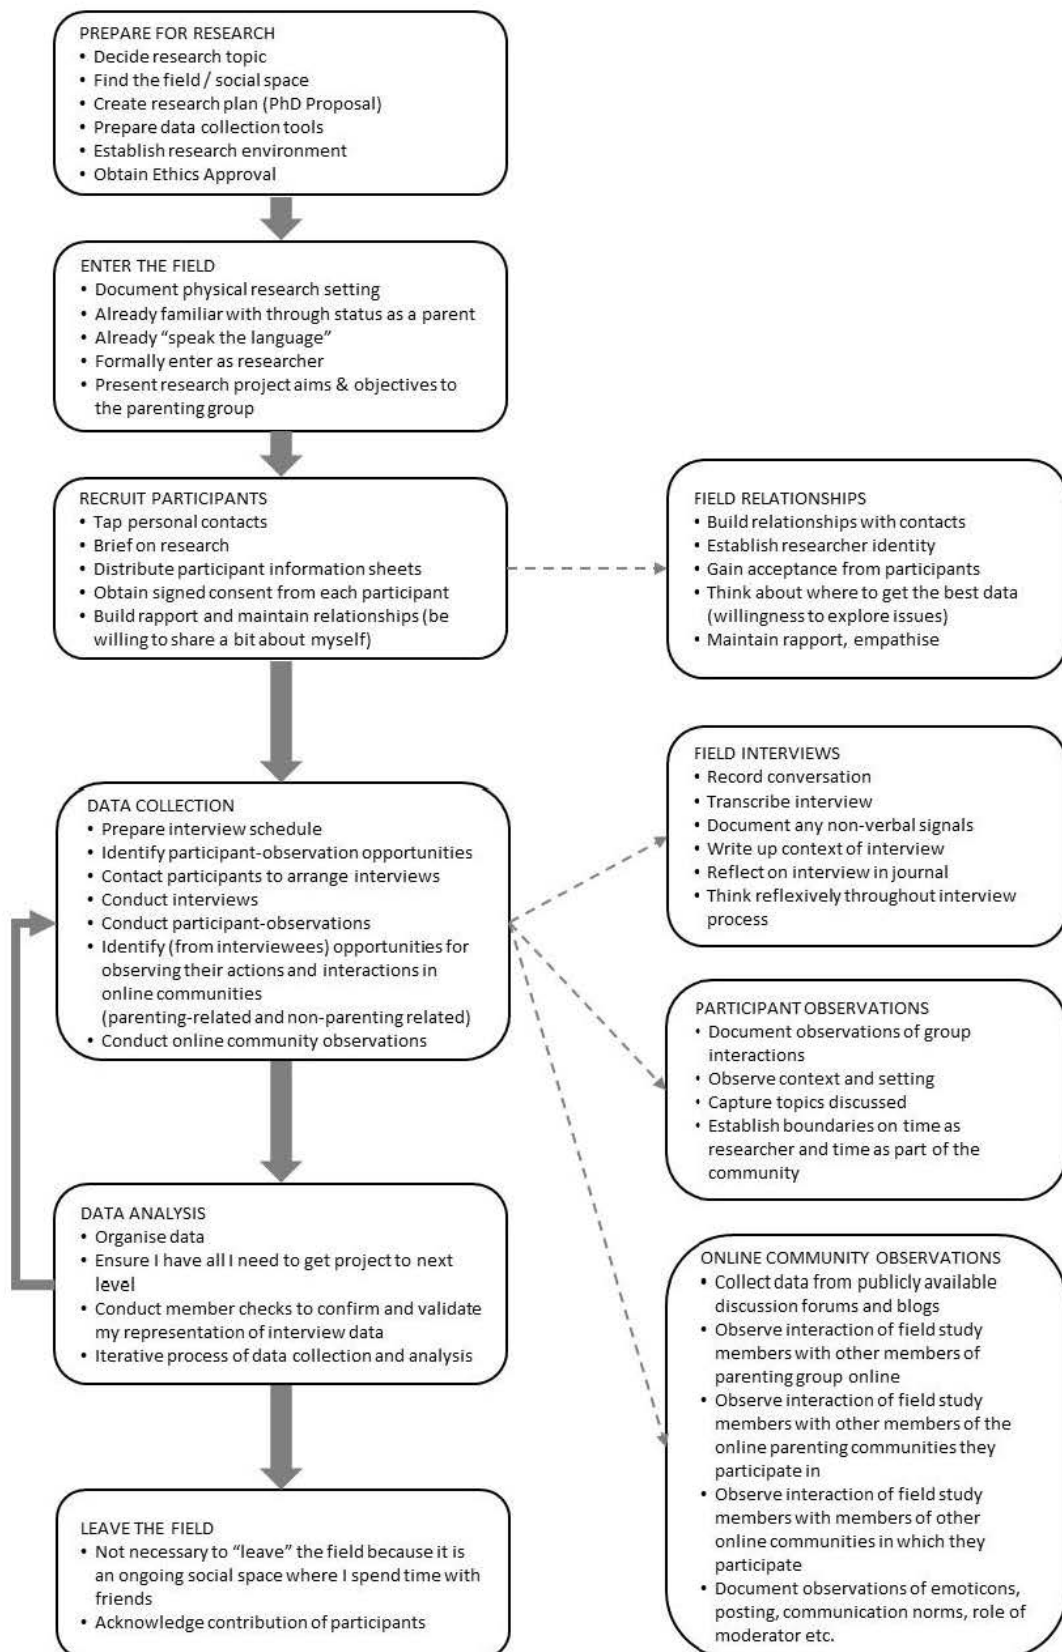 PREPARE FOR RESEARCH
• Decide research topic
• Find the field / social space
• Create research plan (PhD Proposal)
• Prepare data collection tools
• Establish research environment
• Obtain Ethics Approval
ENTER THE FIELD
• Document physical research setting
• Already familiar with through status as a parent
• Already “speak the language”
• Formally enter as researcher
• Present research project aims & objectives to
the parenting group
RECRUIT PARTICIPANTS
• Tap personal contacts
• Brief on research
• Distribute participant information sheets
• Obtain signed consent from each participant
• Build rapport and maintain relationships (be
willing to share a bit about myself)
FIELD RELATIONSHIPS
• Build relationships with contacts
• Establish researcher identity
• Gain acceptance from participants
• Think about where to get the best data
(willingness to explore issues)
• Maintain rapport, empathise
DATA COLLECTION
• Prepare interview schedule
• Identify participant-observation opportunities
• Contact participants to arrange interviews
• Conduct interviews
• Conduct participant-observations
• Identify (from interviewees) opportunities for
observing their actions and interactions in
online communities
(parenting-related and non-parenting related)
• Conduct online community observations
FIELD INTERVIEWS
• Record conversation
• Transcribe interview
• Document any non-verbal signals
• Write up context of interview
• Reflect on interview in journal
• Think reflexively throughout interview
process
PARTICIPANT OBSERVATIONS
• Document observations of group
interactions
• Observe context and setting
• Capture topics discussed
• Establish boundaries on time as
researcher and time as part of the
community
DATA ANALYSIS
• Organise data
• Ensure I have all I need to get project to next
level
• Conduct member checks to confirm and validate
my representation of interview data
• Iterative process of data collection and analysis
ONLINE COMMUNITY OBSERVATIONS
• Collect data from publicly available
discussion forums and blogs
• Observe interaction of field study
members with other members of
parenting group online
• Observe interaction of field study
members with other members of the
online parenting communities they
participate in
• Observe interaction of field study
members with members of other
online communities in which they
participate
• Document observations of emoticons,
posting, communication norms, role of
moderator etc.
LEAVE THE FIELD
• Not necessary to “leave” the field because it is
an ongoing social space where I spend time with
friends
• Acknowledge contribution of participants